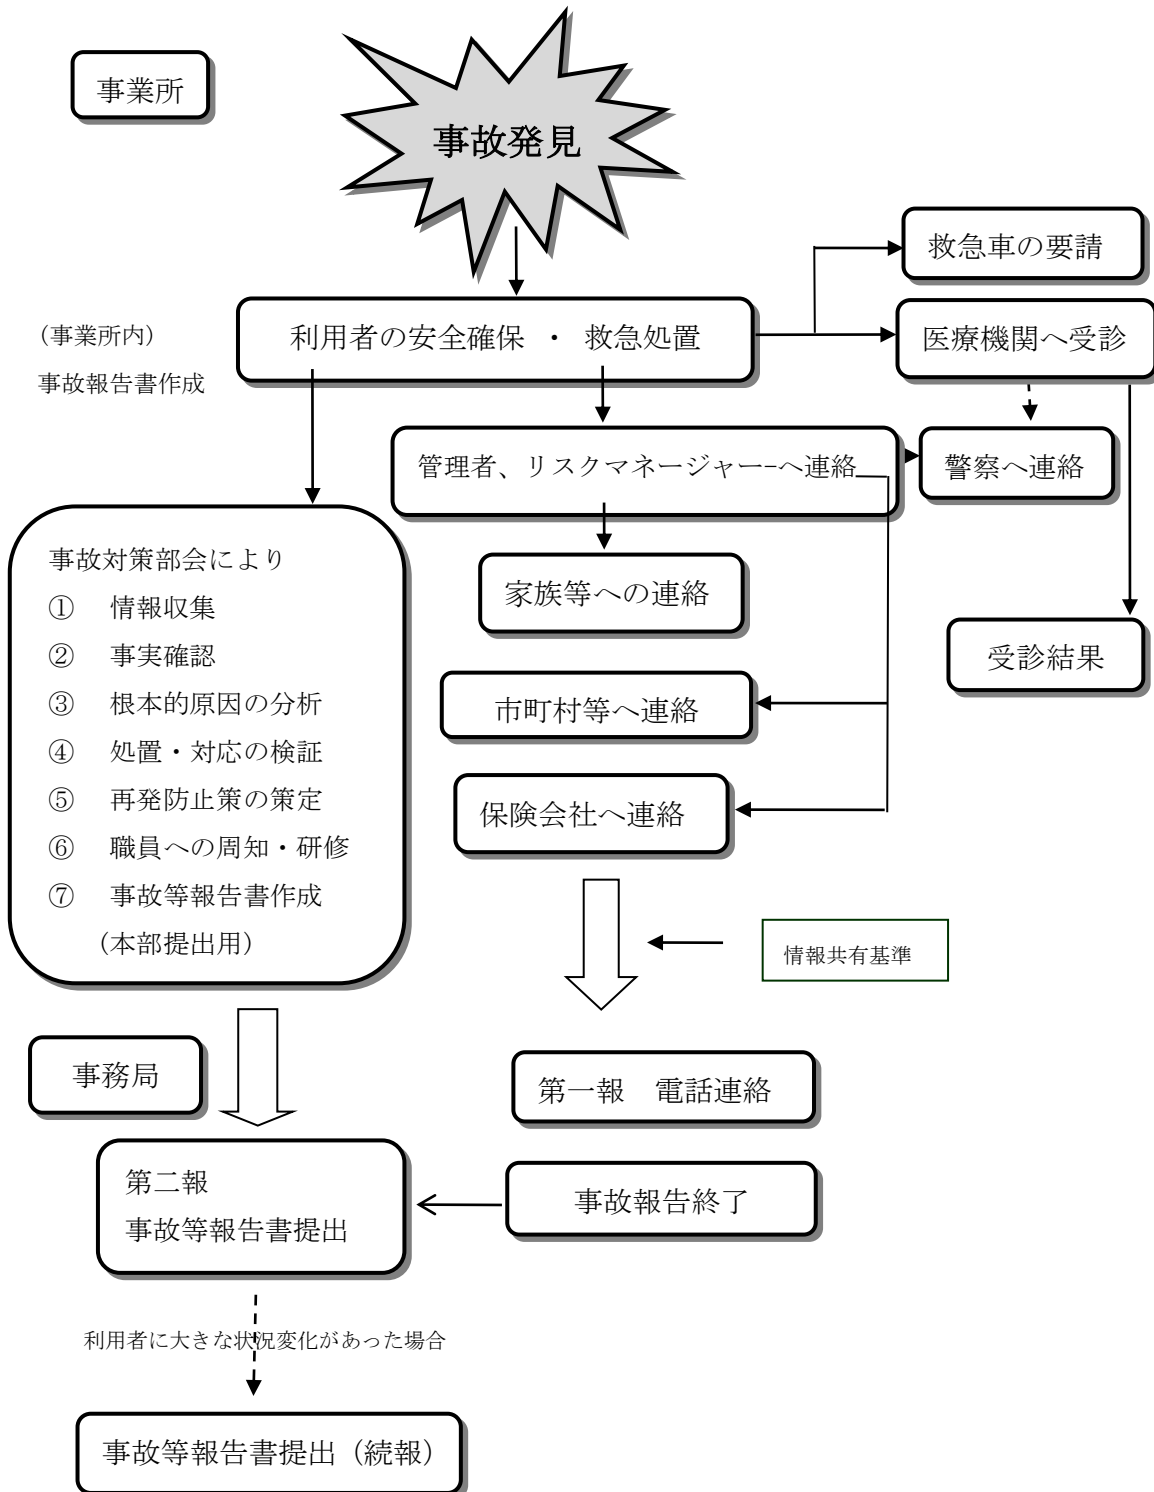 事業所
事故発見
救急車の要請
利用者の安全確保 ・ 救急処置
医療機関へ受診
(事業所内)
事故報告書作成
管理者、リスクマネージャー-へ連絡
警察へ連絡
事故対策部会により
① 情報収集
② 事実確認
③ 根本的原因の分析
④ 処置・対応の検証
⑤ 再発防止策の策定
⑥ 職員への周知・研修
⑦ 事故等報告書作成
(本部提出用)
家族等への連絡
受診結果
市町村等へ連絡
保険会社へ連絡
情報共有基準
事務局
第一報 電話連絡
第二報
事故等報告書提出
事故報告終了
利用者に大きな状況変化があった場合
事故等報告書提出(続報)